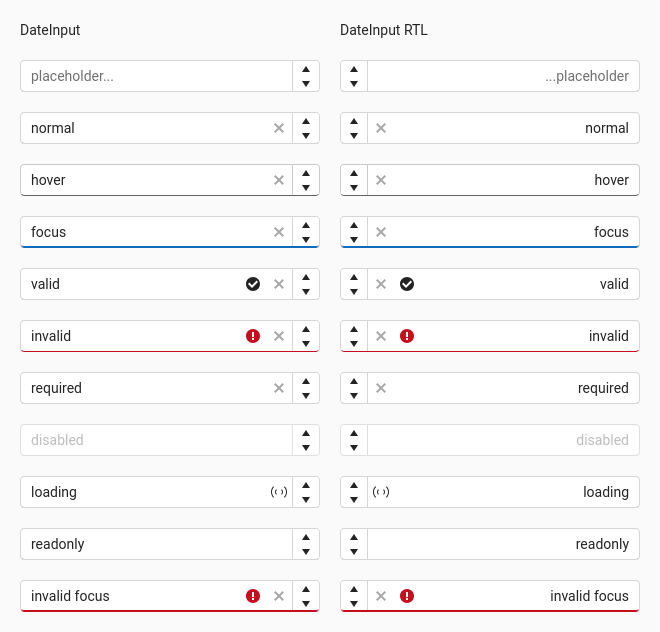 DateInput
DateInput RTL
placeholder...
...placeholder
normal
normal
hover
hover
focus
focus
valid
valid
invalid
invalid
required
required
disabled
disabled
loading
loading
readonly
readonly
invalid focus
invalid focus